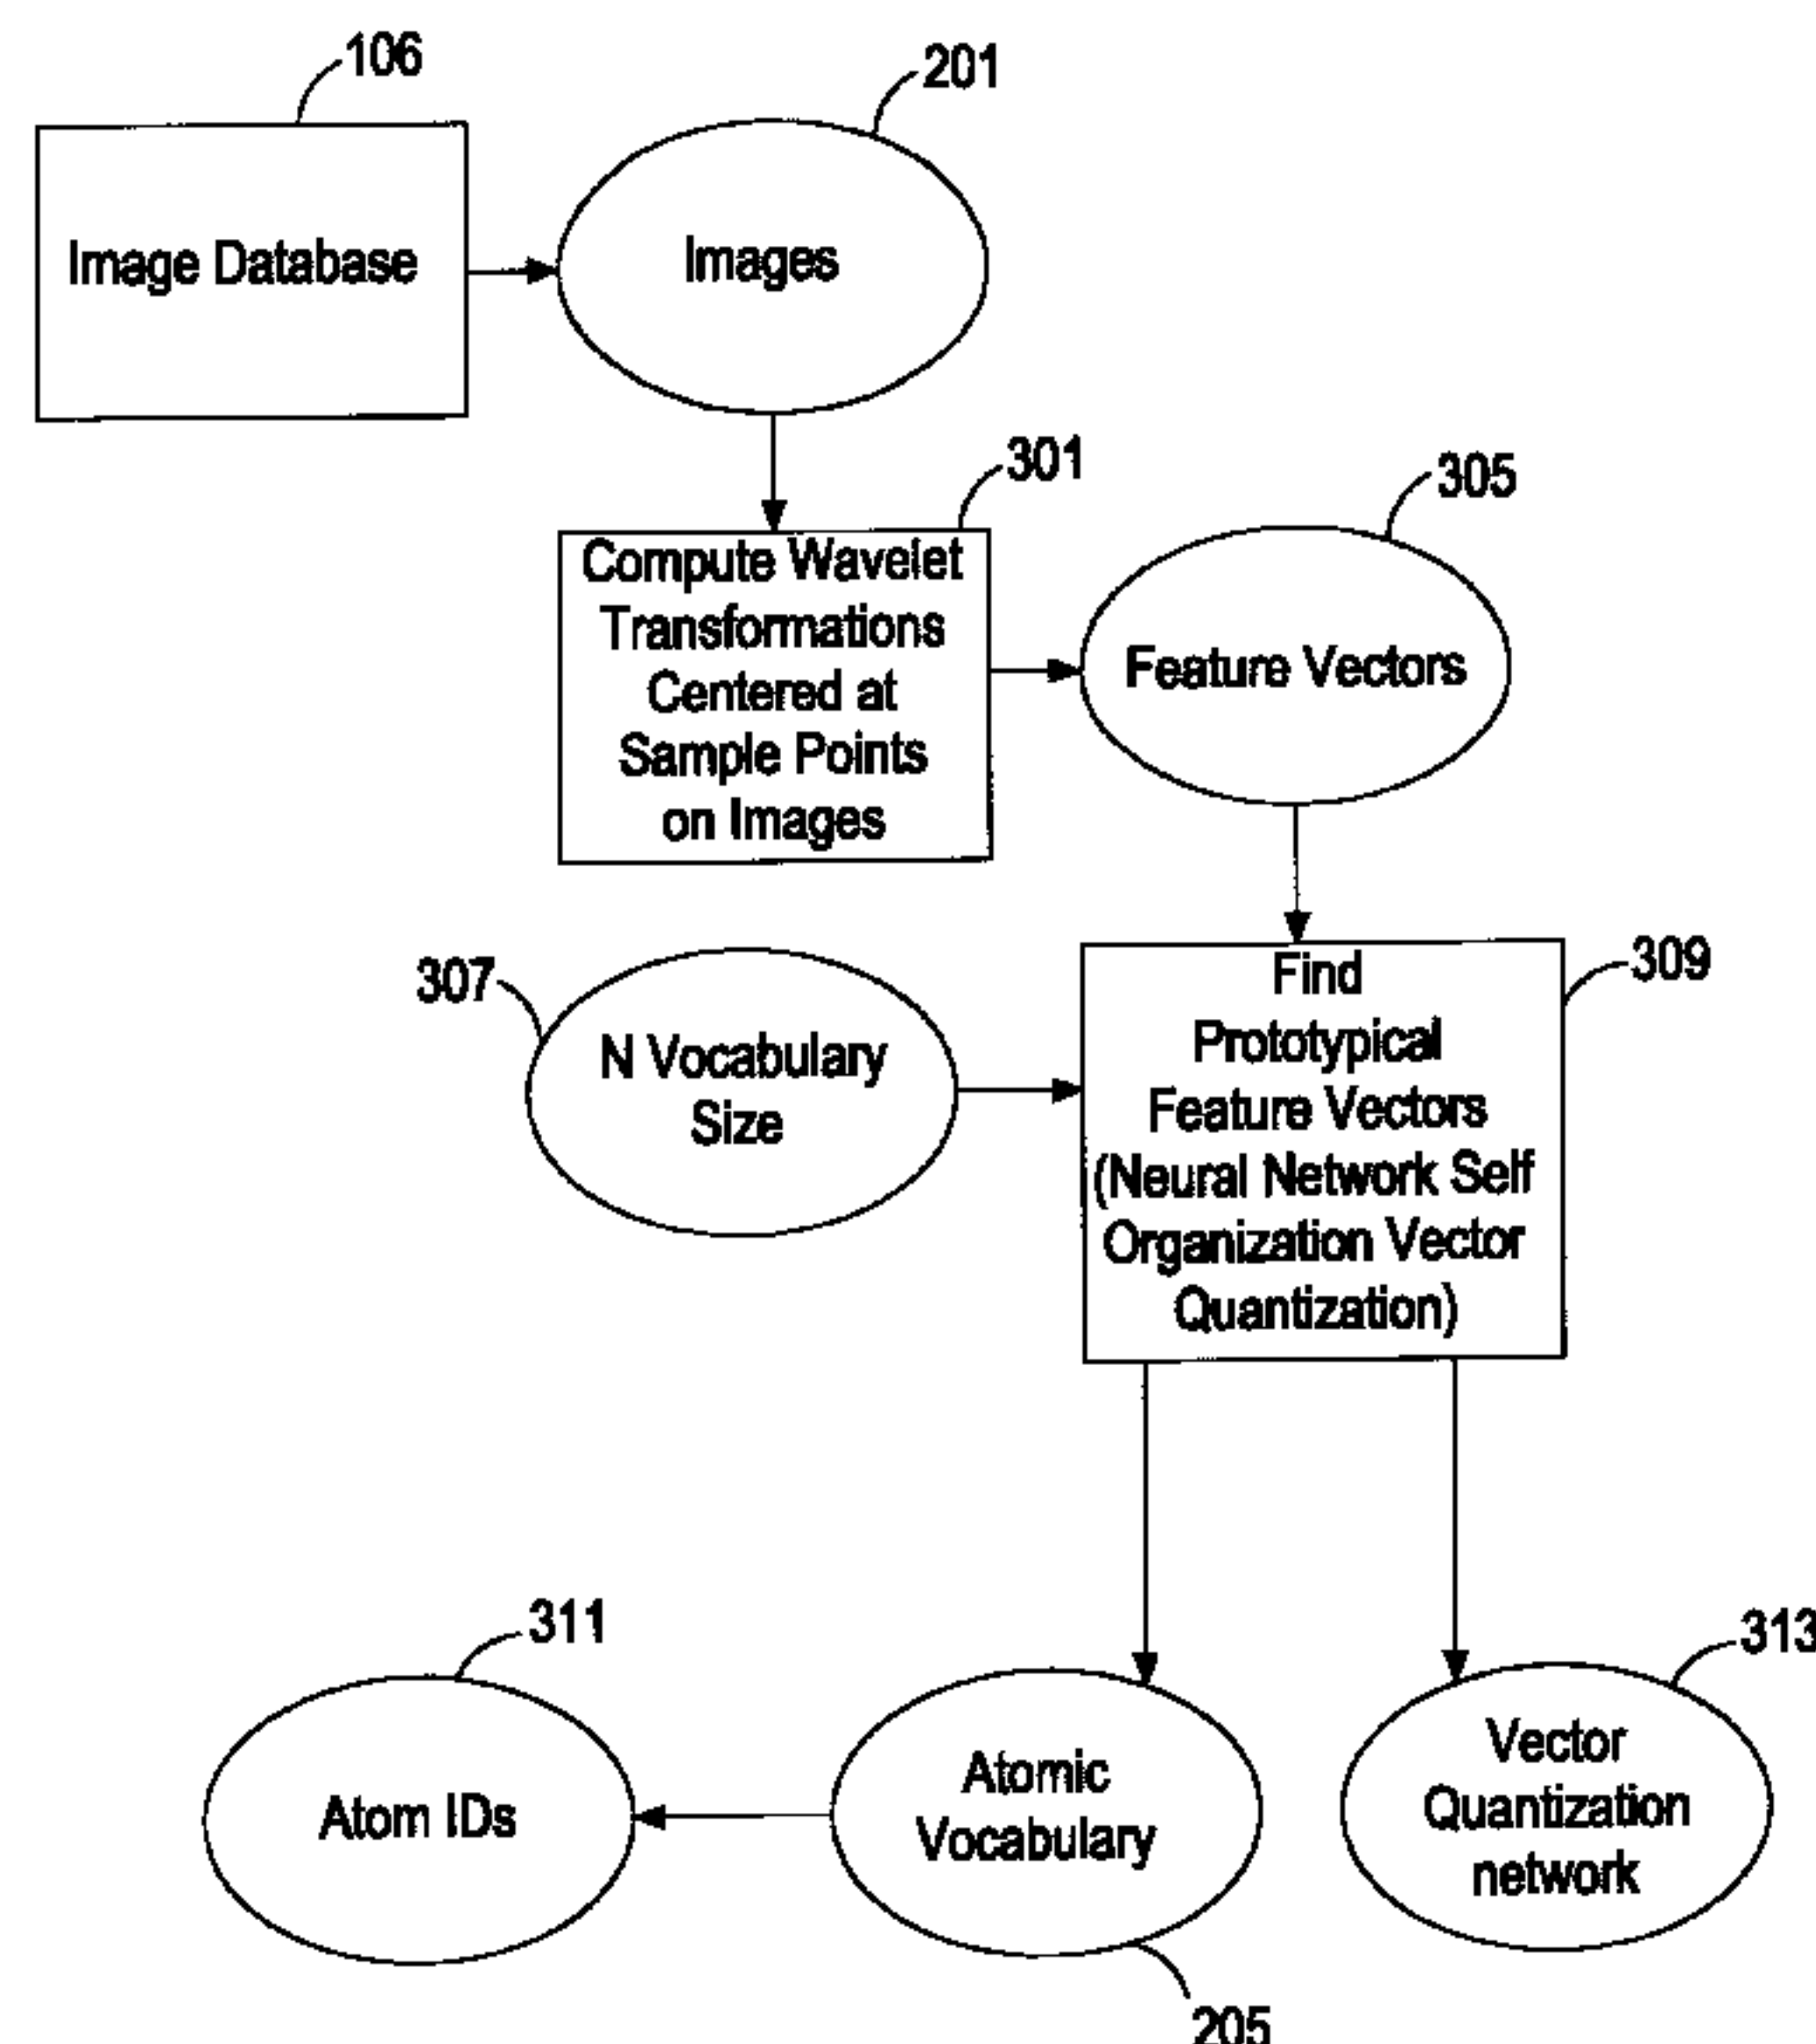 106
201
Image Database
Images
301
305
Compute Wavelet
Transformations
Centered at
Sample Points
on Images
Feature Vectors
307
309
N Vocabulary
Size
Find
Prototypical
Feature Vectors
(Neural Network Self
Organization Vector
Quantization)
311
313
Atom IDs
Atomic
Vocabulary
Vector
Quantization
network
205